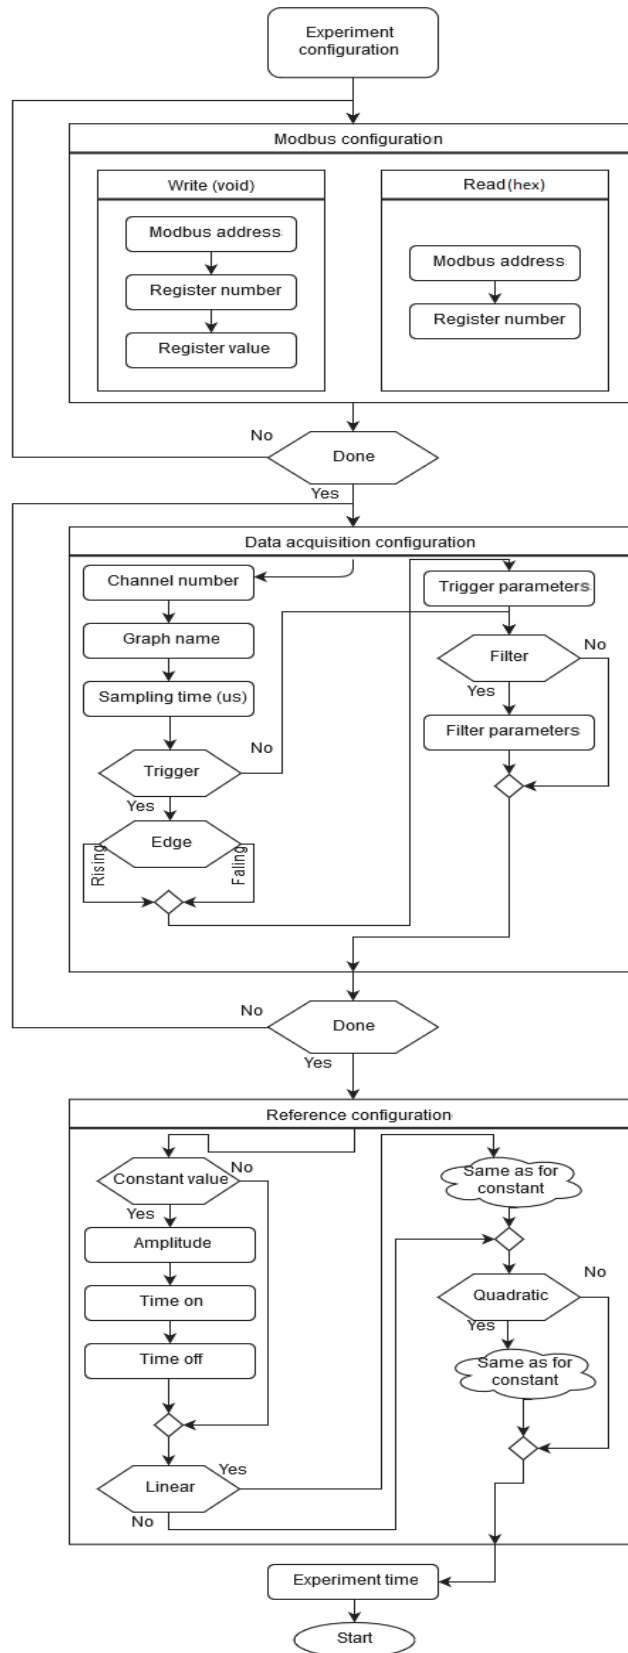 Experiment
configuration
Modbus configuration
Write (void)
Modbus address
Register number
Register value
Read (hex)
Modbus address
Register number
No
Done
Yes
Data acquisition configuration
Channel number
Graph name
Sampling time (us)
No
Trigger
Yes
Edge
Rising
Faling
Trigger parameters
Filter
No
Yes
Filter parameters
No
Done
Yes
Reference configuration
Constant value
No
Yes
Amplitude
Time on
Time off
Linear
Yes
No
Same as for
constant
Quadratic
No
Yes
Same as for
constant
Experiment time
Start